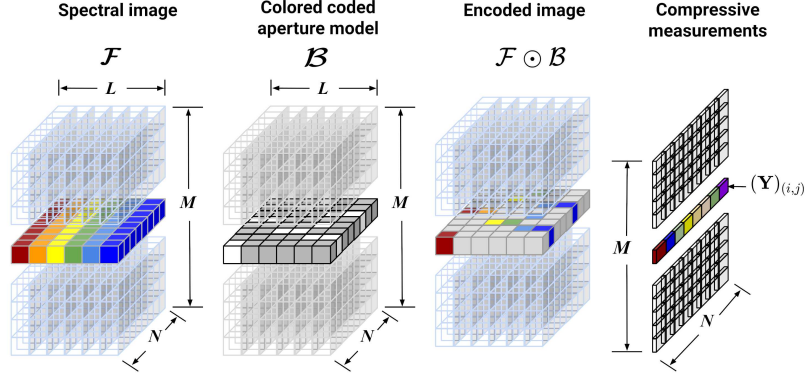 Spectral image
Colored coded
aperture model
Encoded image
Compressive
measurements
𝓕
𝓑
𝓕 ⊙ 𝓑
L
L
M
M
M
(Y)(i,j)
N
N
N